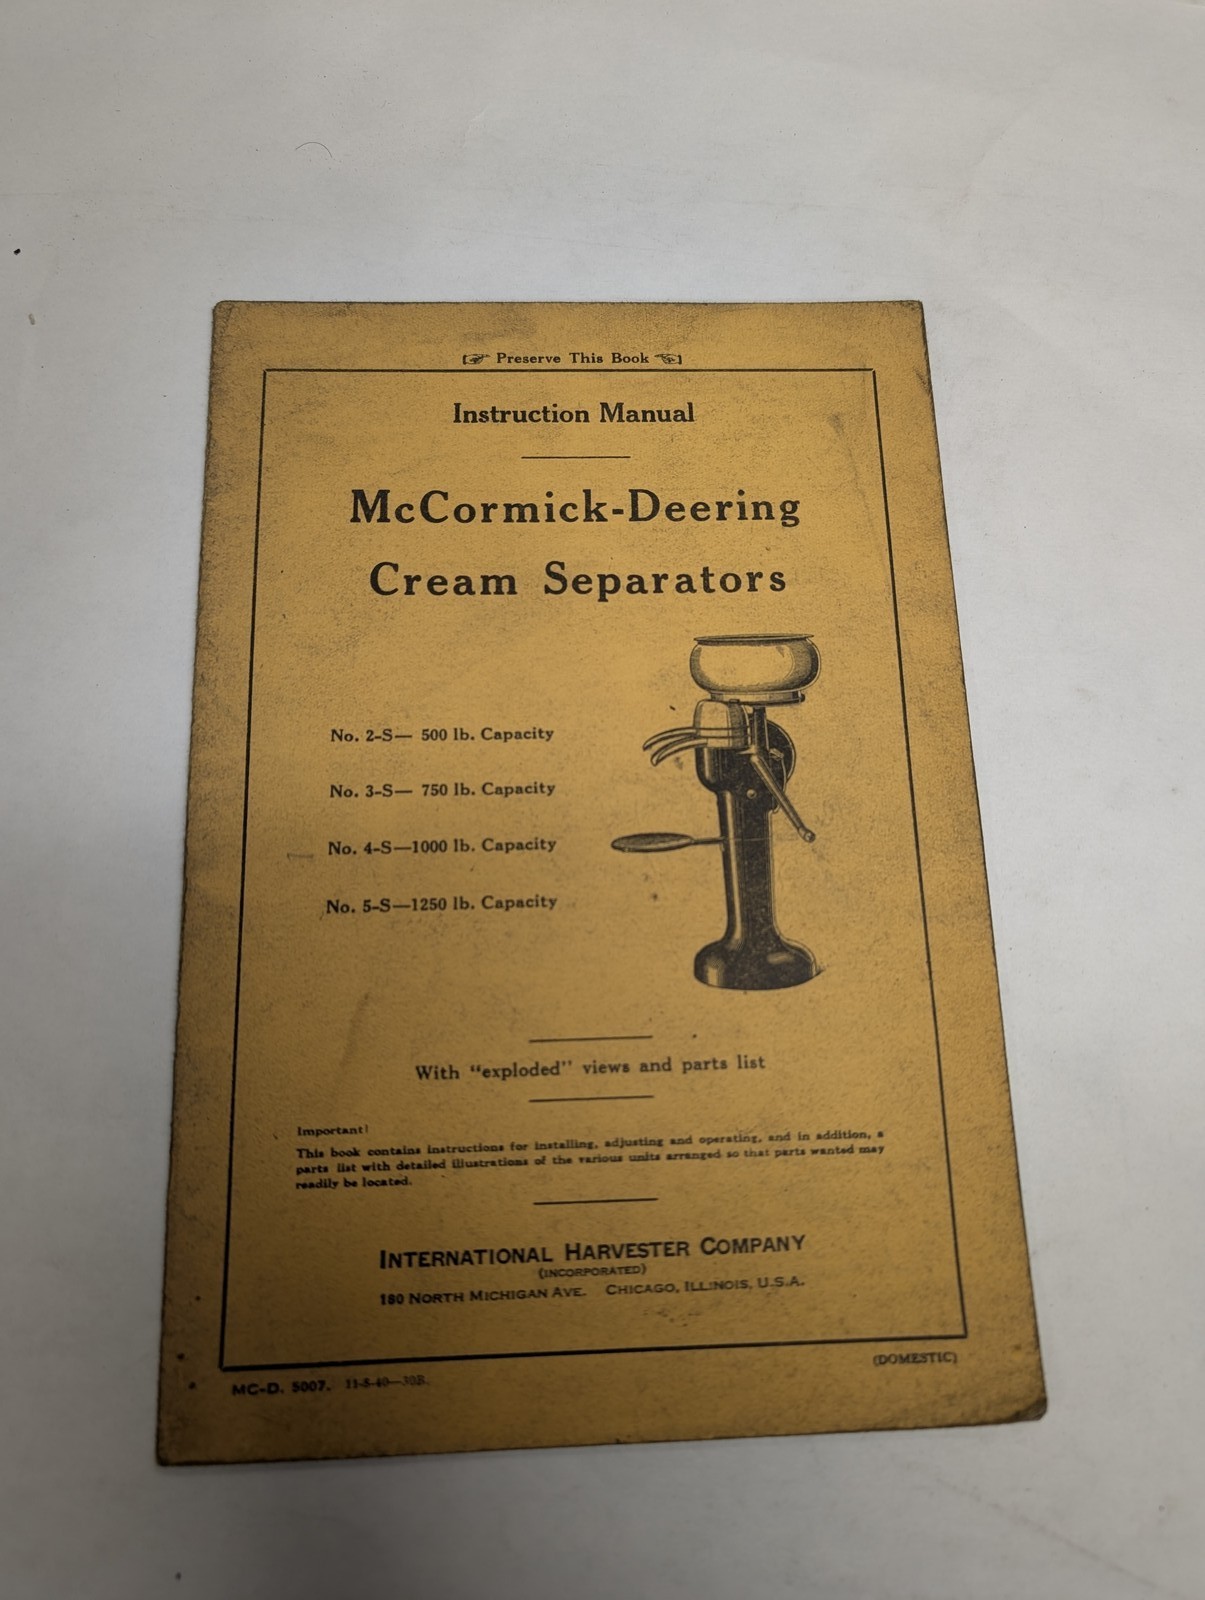 Preserve This Book
Instruction Manual
McCormick-Deering
Cream Separators
No. 2-S— 500 lb. Capacity
No. 3-S— 750 lb. Capacity
No. 4-S—1000 lb. Capacity
No. 5-S—1250 lb. Capacity
With "exploded" views and parts list
Important!
This book contains instructions for installing, adjusting and operating, and in addition, a
parts list with detailed illustrations of the various units arranged so that parts wanted may
readily be located.
INTERNATIONAL HARVESTER COMPANY
(INCORPORATED)
180 NORTH MICHIGAN AVE. CHICAGO, ILLINOIS, U.S.A.
(DOMESTIC)
MC-D. 5007. 11-8-40—30B.